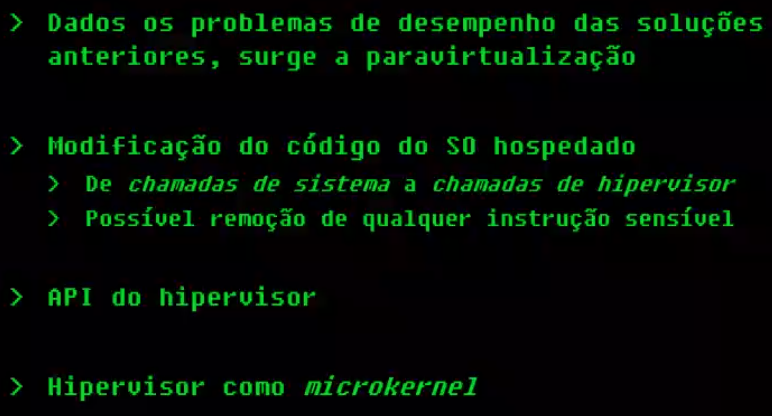 > Dados os problemas de desempenho das soluções
anteriores, surge a paravirtualização
> Modificação do código do SO hospedado
> De chamadas de sistema a chamadas de hipervisor
> Possível remoção de qualquer instrução sensível
> API do hipervisor
> Hipervisor como microkernel